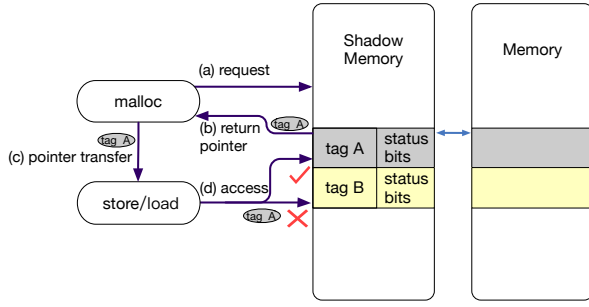 Shadow
Memory
Memory
(a) request
malloc
tag A
(b) return
pointer
tag A
(c) pointer transfer
tag A
status
bits
(d) access
tag B
status
bits
store/load
tag A